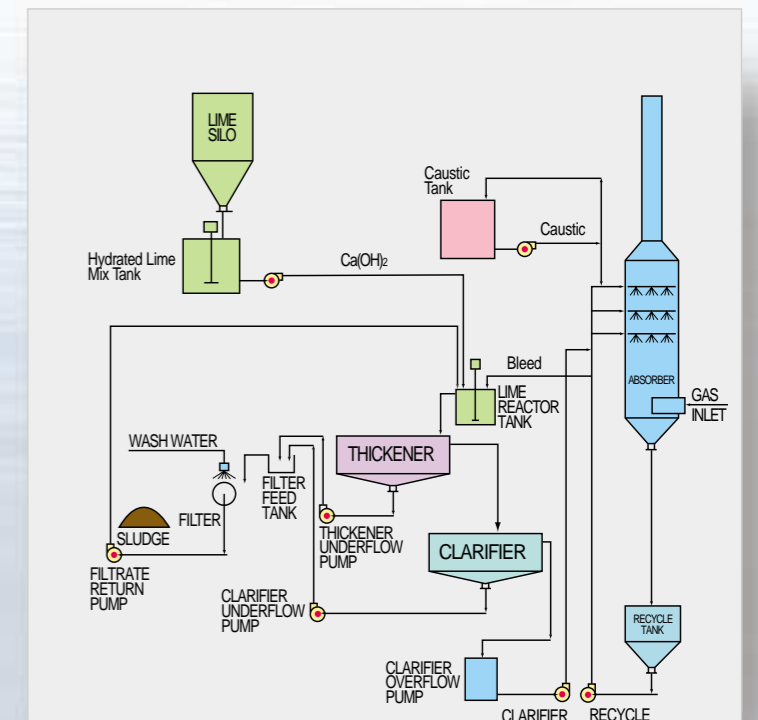 LIME
SILO
Caustic
Tank
Caustic
Hydrated Lime
Mix Tank
Ca(OH)2
Bleed
ABSORBER
GAS
INLET
LIME
REACTOR
TANK
WASH WATER
THICKENER
FILTER
FEED
TANK
FILTER
SLUDGE
THICKENER
UNDERFLOW
PUMP
CLARIFIER
FILTRATE
RETURN
PUMP
CLARIFIER
UNDERFLOW
PUMP
RECYCLE
TANK
CLARIFIER
OVERFLOW
PUMP
CLARIFIER
RECYCLE